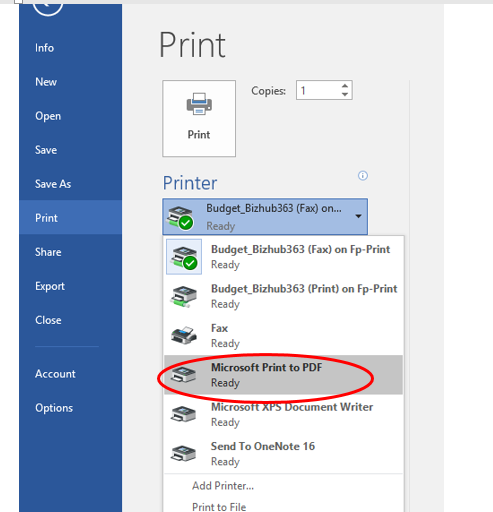 Info
New
Open
Save
Save As
Print
Share
Export
Close
Account
Options
Print
Print
Copies: 1
Printer
Budget_Bizhub363 (Fax) on...
Ready
Budget_Bizhub363 (Fax) on Fp-Print
Ready
Budget_Bizhub363 (Print) on Fp-Print
Ready
Fax
Ready
Microsoft Print to PDF
Ready
Microsoft XPS Document Writer
Ready
Send To OneNote 16
Ready
Add Printer...
Print to File